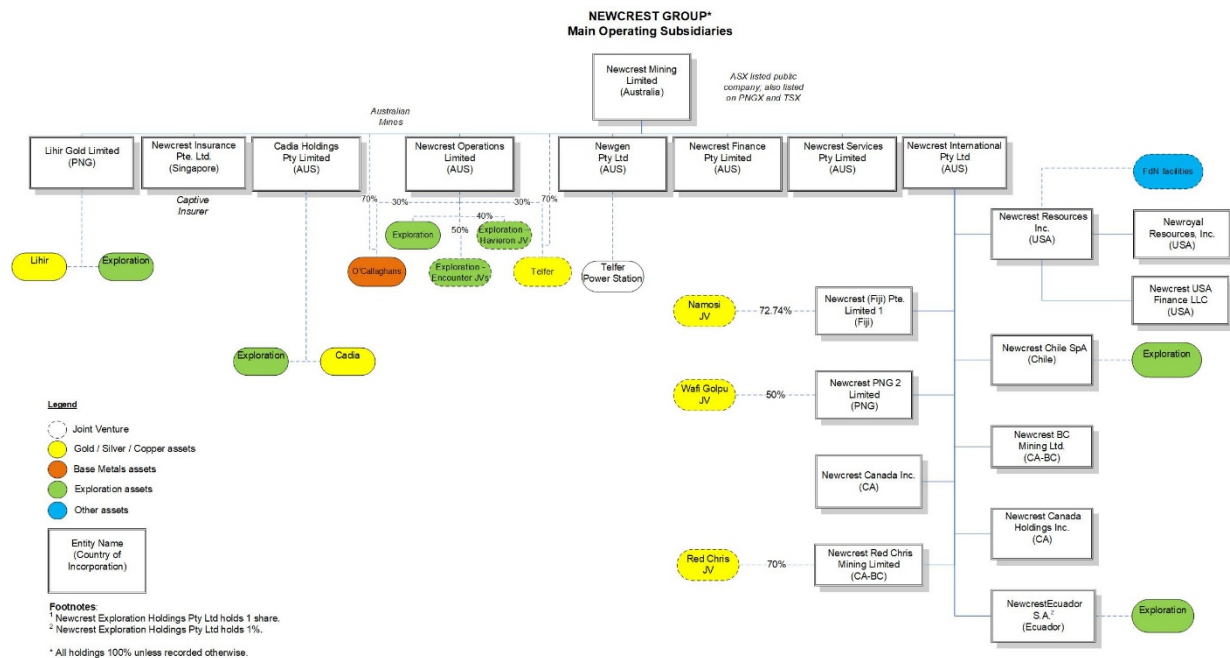 NEWCREST GROUP*
Main Operating Subsidiaries
Newcrest Mining
Limited
(Australia)
ASX listed public
company; also listed
on PNGX and TSX
Australian
Mines
Lihir Gold Limited
(PNG)
Newcrest Insurance
Pte. Ltd.
(Singapore)
Captive
Insurer
Cadia Holdings
Pty Limited
(AUS)
Newcrest Operations
Limited
(AUS)
Newgen
Pty Ltd
(AUS)
Newcrest Finance
Pty Limited
(AUS)
Newcrest Services
Pty Limited
(AUS)
Newcrest International
Pty Ltd
(AUS)
70%
30%
30%
70%
40%
50%
Exploration
Exploration –
Havieron JV
Exploration -
Encounter JVs
O'Callaghans
Telfer
Telfer
Power Station
Lihir
Exploration
Exploration
Cadia
FdN facilities
Newcrest Resources
Inc.
(USA)
Newroyal
Resources, Inc.
(USA)
Newcrest USA
Finance LLC
(USA)
Namosi
JV
72.74%
Newcrest (Fiji) Pte.
Limited 1
(Fiji)
Newcrest Chile SpA
(Chile)
Exploration
Wafi Golpu
JV
50%
Newcrest PNG 2
Limited
(PNG)
Newcrest BC
Mining Ltd.
(CA-BC)
Newcrest Canada Inc.
(CA)
Newcrest Canada
Holdings Inc.
(CA)
Red Chris
JV
70%
Newcrest Red Chris
Mining Limited
(CA-BC)
NewcrestEcuador
S.A.²
(Ecuador)
Exploration
Legend
Joint Venture
Gold / Silver / Copper assets
Base Metals assets
Exploration assets
Other assets
Entity Name
(Country of
Incorporation)
Footnotes:
¹ Newcrest Exploration Holdings Pty Ltd holds 1 share.
² Newcrest Exploration Holdings Pty Ltd holds 1%.
* All holdings 100% unless recorded otherwise.